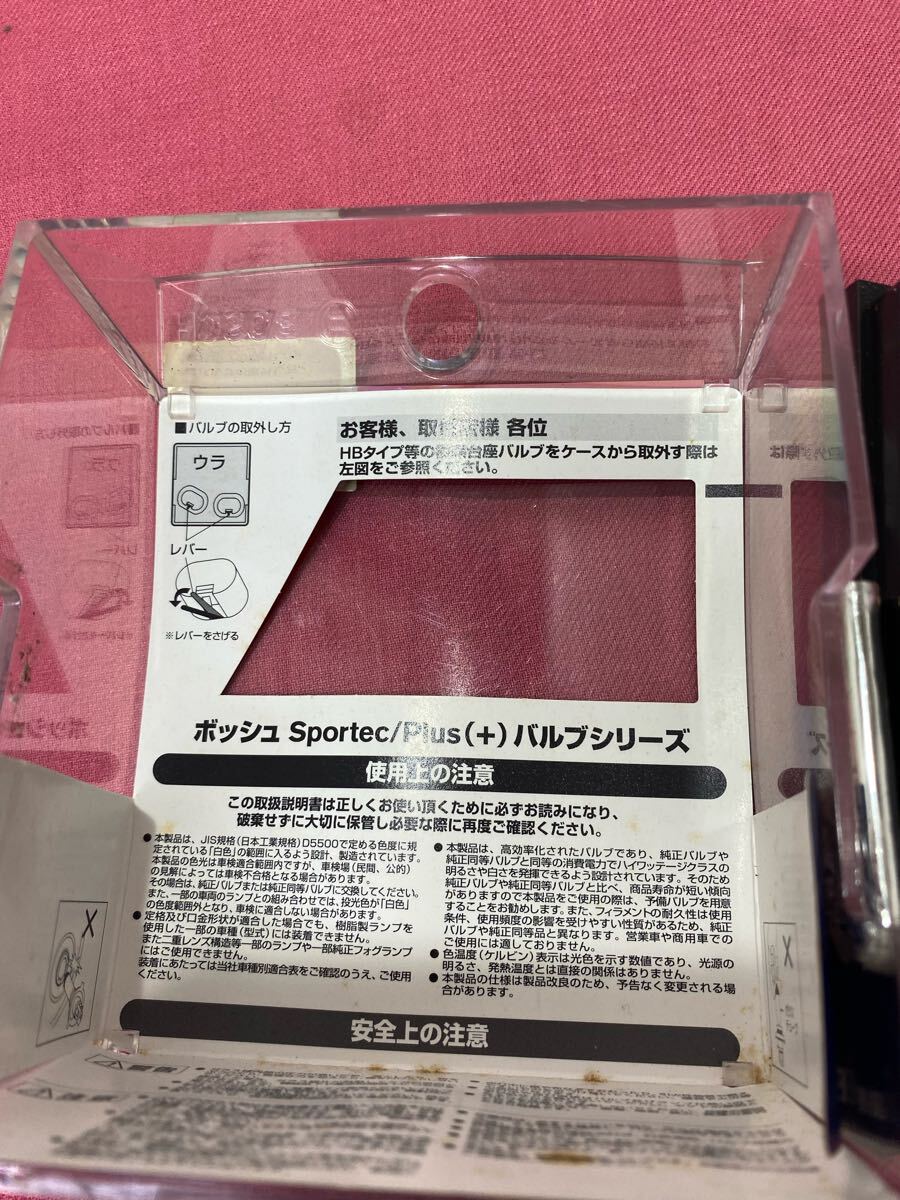 ■バルブの取外し方
ウラ
レバー
※レバーをさげる
お客様、取 様 各位
HBタイプ等の 台座バルブをケースから取外す際は
左図をご参照ください。
ボッシュ Sportec/Plus(+)バルブシリーズ
使用上の注意
この取扱説明書は正しくお使い頂くために必ずお読みになり、
破棄せずに大切に保管し必要な際に再度ご確認ください。
●本製品は、JIS規格(日本工業規格)D5500で定める色度に規
定されている「白色」の範囲に入るよう設計、製造されています。
本製品の色光は車検適合範囲内ですが、車検場(民間、公的)
の見解によっては車検不合格となる場合があります。
その場合は、純正バルブまたは純正同等バルブに交換してください。
また、一部の車両のランプとの組み合わせでは、投光色が「白色」
の色度範囲外となり、車検に適合しない場合があります。
●定格及び口金形状が適合した場合でも、樹脂製ランプを
使用した一部の車種(型式)には装着できません。
また二重レンズ構造等一部のランプや一部純正フォグランプ
にはご使用できません。
装着にあたっては当社車種別適合表をご確認のうえ、ご使用
ください。
●本製品は、高効率化されたバルブであり、純正バルブや
純正同等バルブと同等の消費電力でハイワッテージクラスの
明るさや白さを発揮できるよう設計されています。そのため
純正バルブや純正同等バルブと比べ、商品寿命が短い傾向
がありますので本製品をご使用の際は、予備バルブを用意
することをお勧めします。また、フィラメントの耐久性は使用
条件、使用頻度の影響を受けやすい性質があるため、純正
バルブや純正同等品と異なります。営業車や商用車での
ご使用には適しておりません。
●色温度(ケルビン)表示は光色を示す数値であり、光源の
明るさ、発熱温度とは直接の関係はありません。
●本製品の仕様は製品改良のため、予告なく変更される場
合があります。
安全上の注意